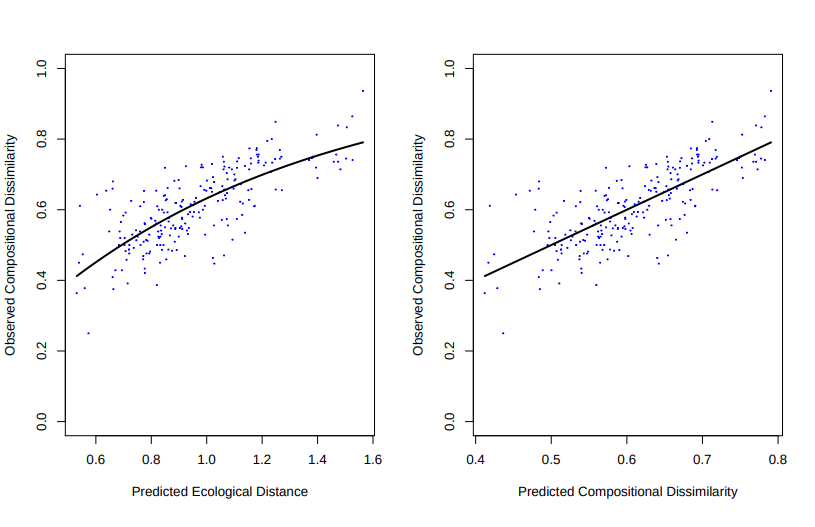 Observed Compositional Dissimilarity
1.0
0.8
0.6
0.4
0.2
0.0
0.6 0.8 1.0 1.2 1.4 1.6
Predicted Ecological Distance
Observed Compositional Dissimilarity
1.0
0.8
0.6
0.4
0.2
0.0
0.4 0.5 0.6 0.7 0.8
Predicted Compositional Dissimilarity